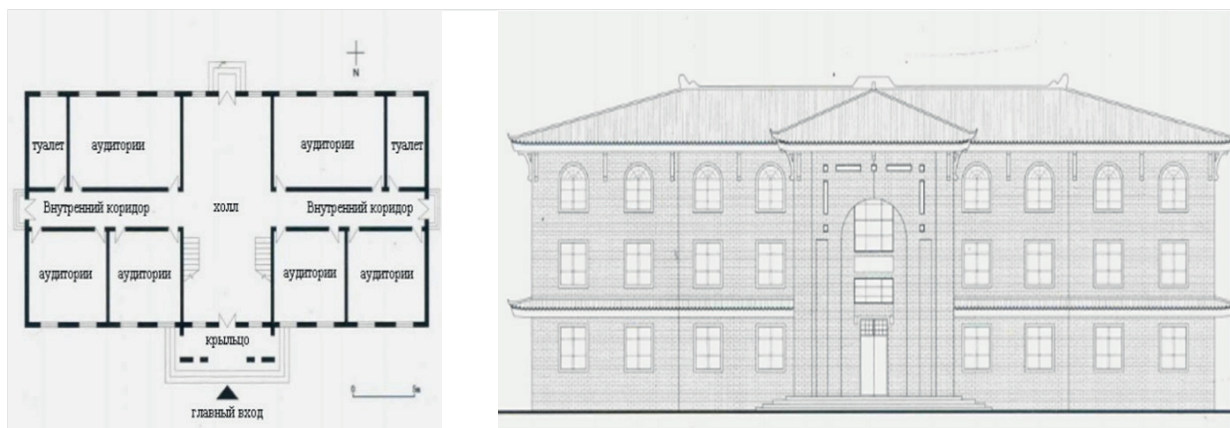 N
туалет
аудитории
аудитории
туалет
Внутренний коридор
холл
Внутренний коридор
аудитории
аудитории
аудитории
аудитории
крыльцо
0
главный вход